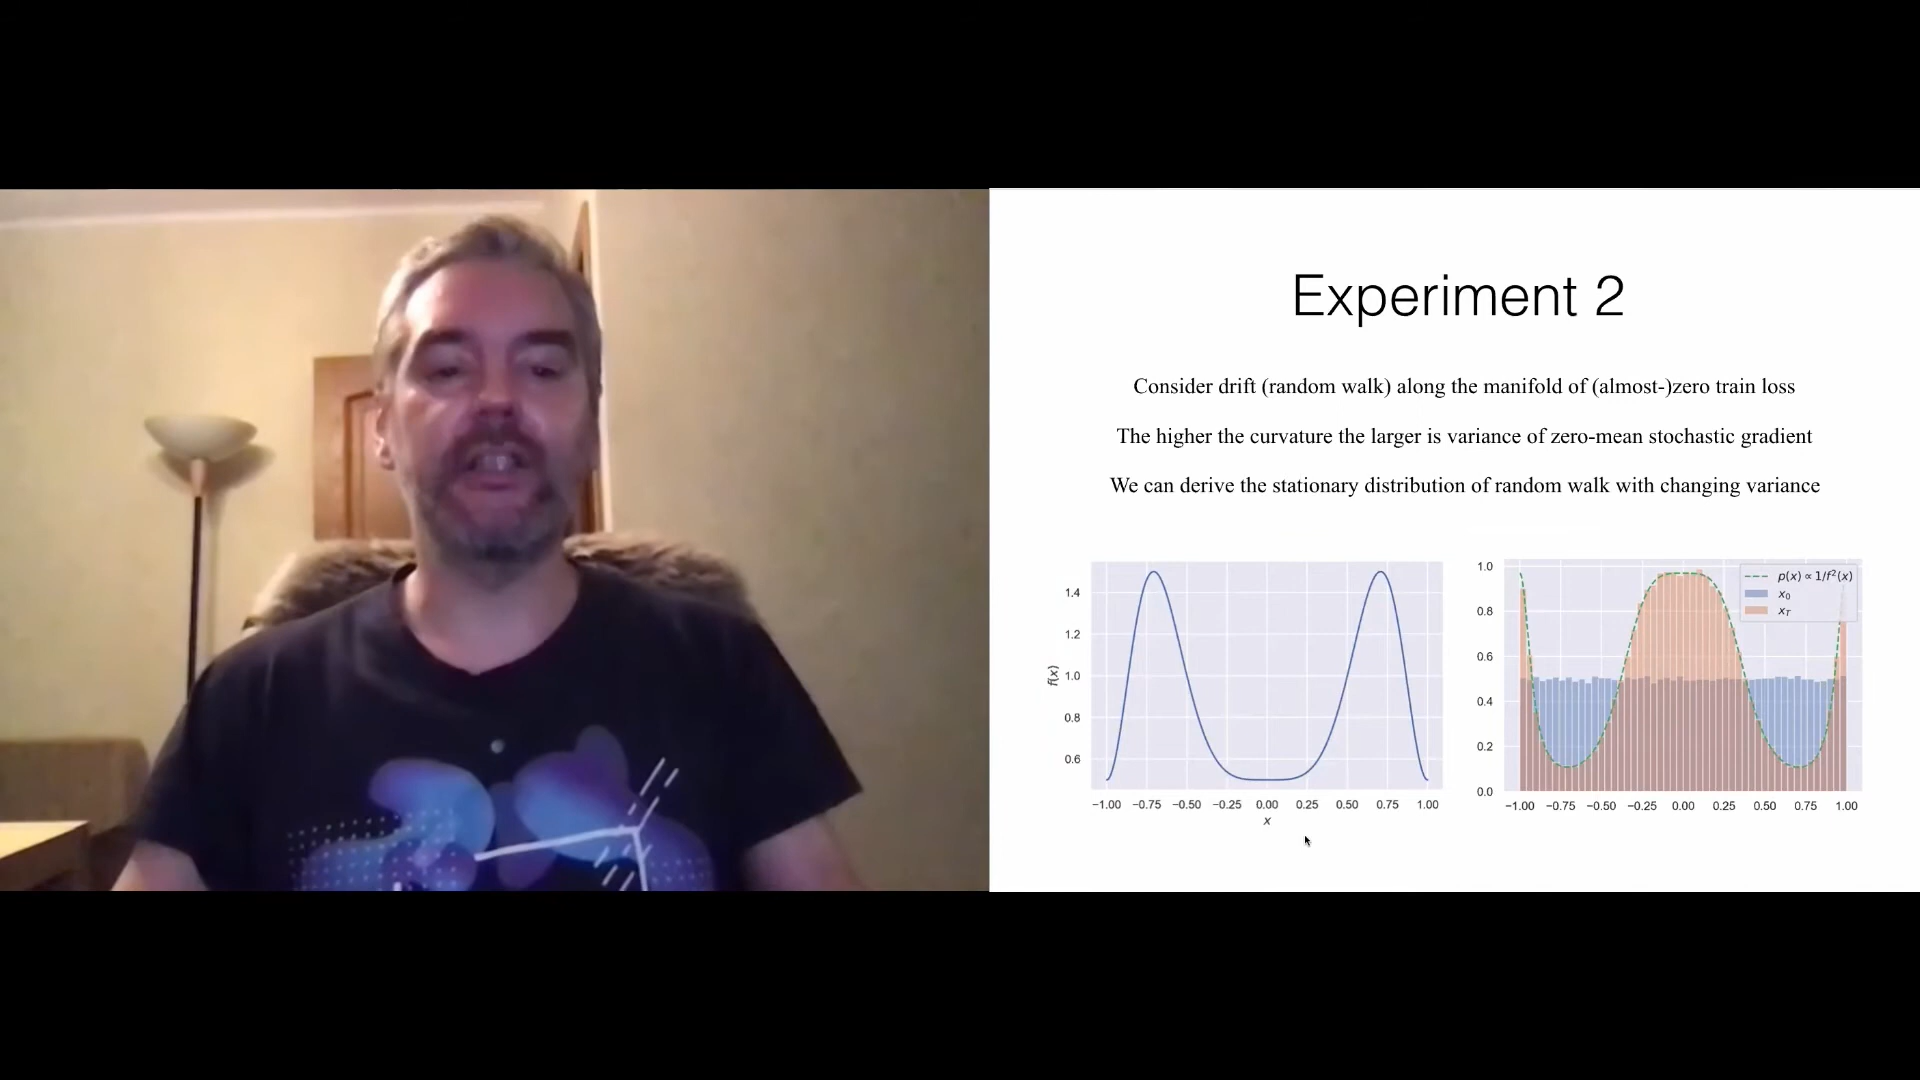 Experiment 2
Consider drift (random walk) along the manifold of (almost-)zero train loss
The higher the curvature the larger is variance of zero-mean stochastic gradient
We can derive the stationary distribution of random walk with changing variance
f(x)
1.4
1.2
1.0
0.8
0.6
−1.00 −0.75 −0.50 −0.25 0.00 0.25 0.50 0.75 1.00
x
p(x) ∝ 1/f²(x)
x₀
x_T
1.0
0.8
0.6
0.4
0.2
0.0
−1.00 −0.75 −0.50 −0.25 0.00 0.25 0.50 0.75 1.00